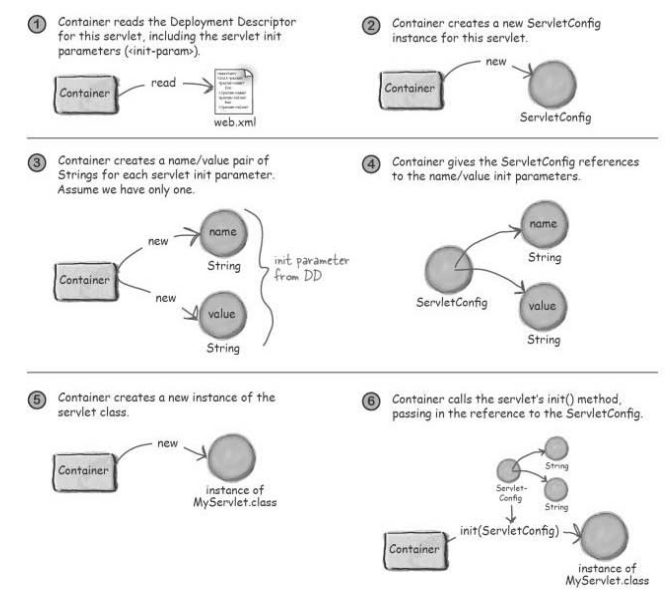 1 Container reads the Deployment Descriptor
for this servlet, including the servlet init
parameters (<init-param>).
Container
read
web.xml
2 Container creates a new ServletConfig
instance for this servlet.
Container
new
ServletConfig
3 Container creates a name/value pair of
Strings for each servlet init parameter.
Assume we have only one.
Container
new
name
String
new
value
String
init parameter
from DD
4 Container gives the ServletConfig references
to the name/value init parameters.
ServletConfig
name
String
value
String
5 Container creates a new instance of the
servlet class.
Container
new
instance of
MyServlet.class
6 Container calls the servlet's init() method,
passing in the reference to the ServletConfig.
Servlet-
Config
String
String
Container
init(ServletConfig)
instance of
MyServlet.class